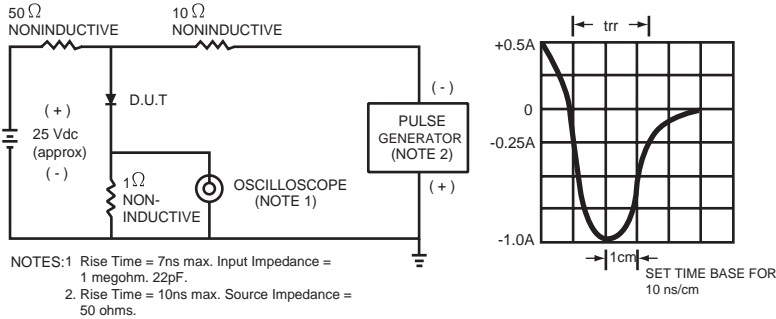 50 Ω
NONINDUCTIVE
10 Ω
NONINDUCTIVE
( + )
25 Vdc
(approx)
( - )
D.U.T
1 Ω
NON-
INDUCTIVE
OSCILLOSCOPE
(NOTE 1)
( - )
PULSE
GENERATOR
(NOTE 2)
( + )
NOTES:1 Rise Time = 7ns max. Input Impedance =
1 megohm. 22pF.
2. Rise Time = 10ns max. Source Impedance =
50 ohms.
trr
+0.5A
0
-0.25A
-1.0A
1cm
SET TIME BASE FOR
10 ns/cm